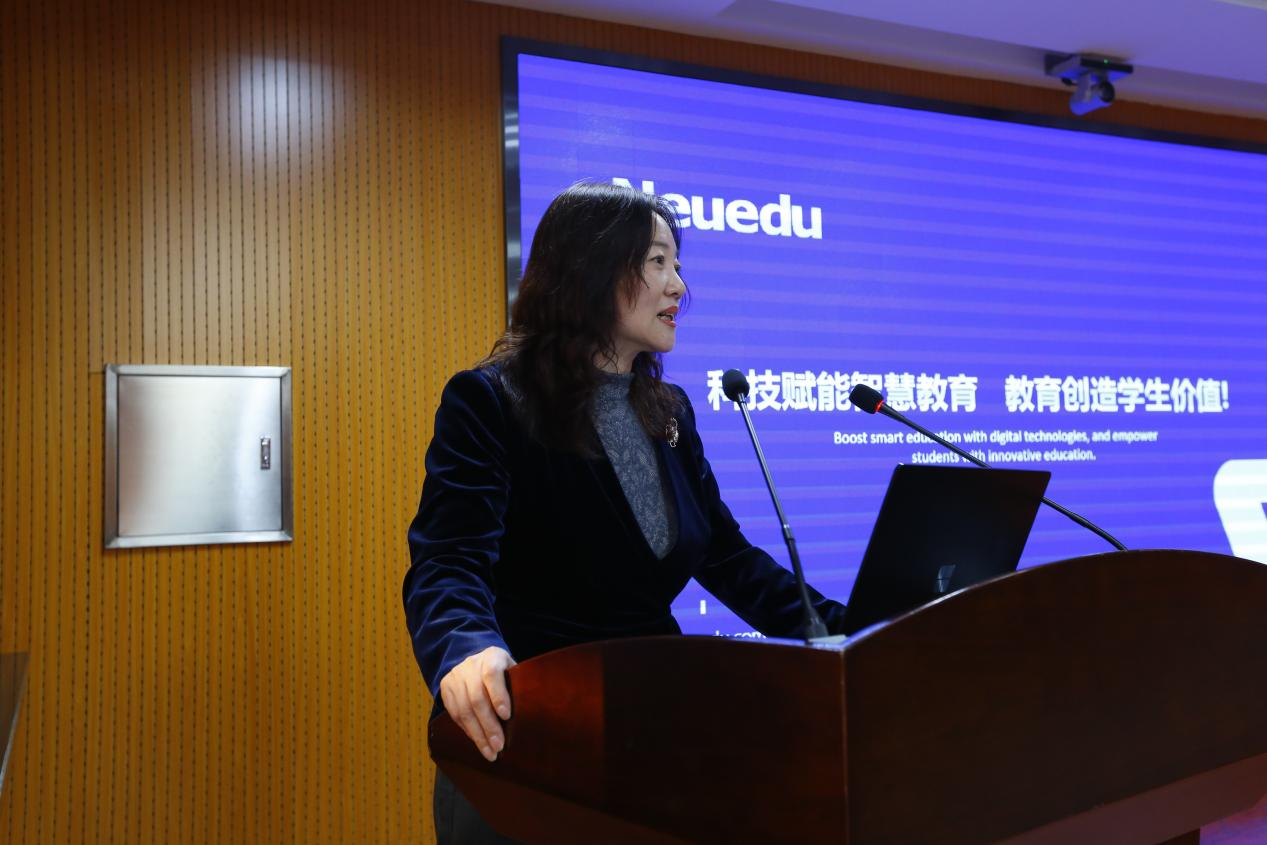 Neuedu
科技赋能智慧教育 教育创造学生价值!
Boost smart education with digital technologies, and empower
students with innovative education.